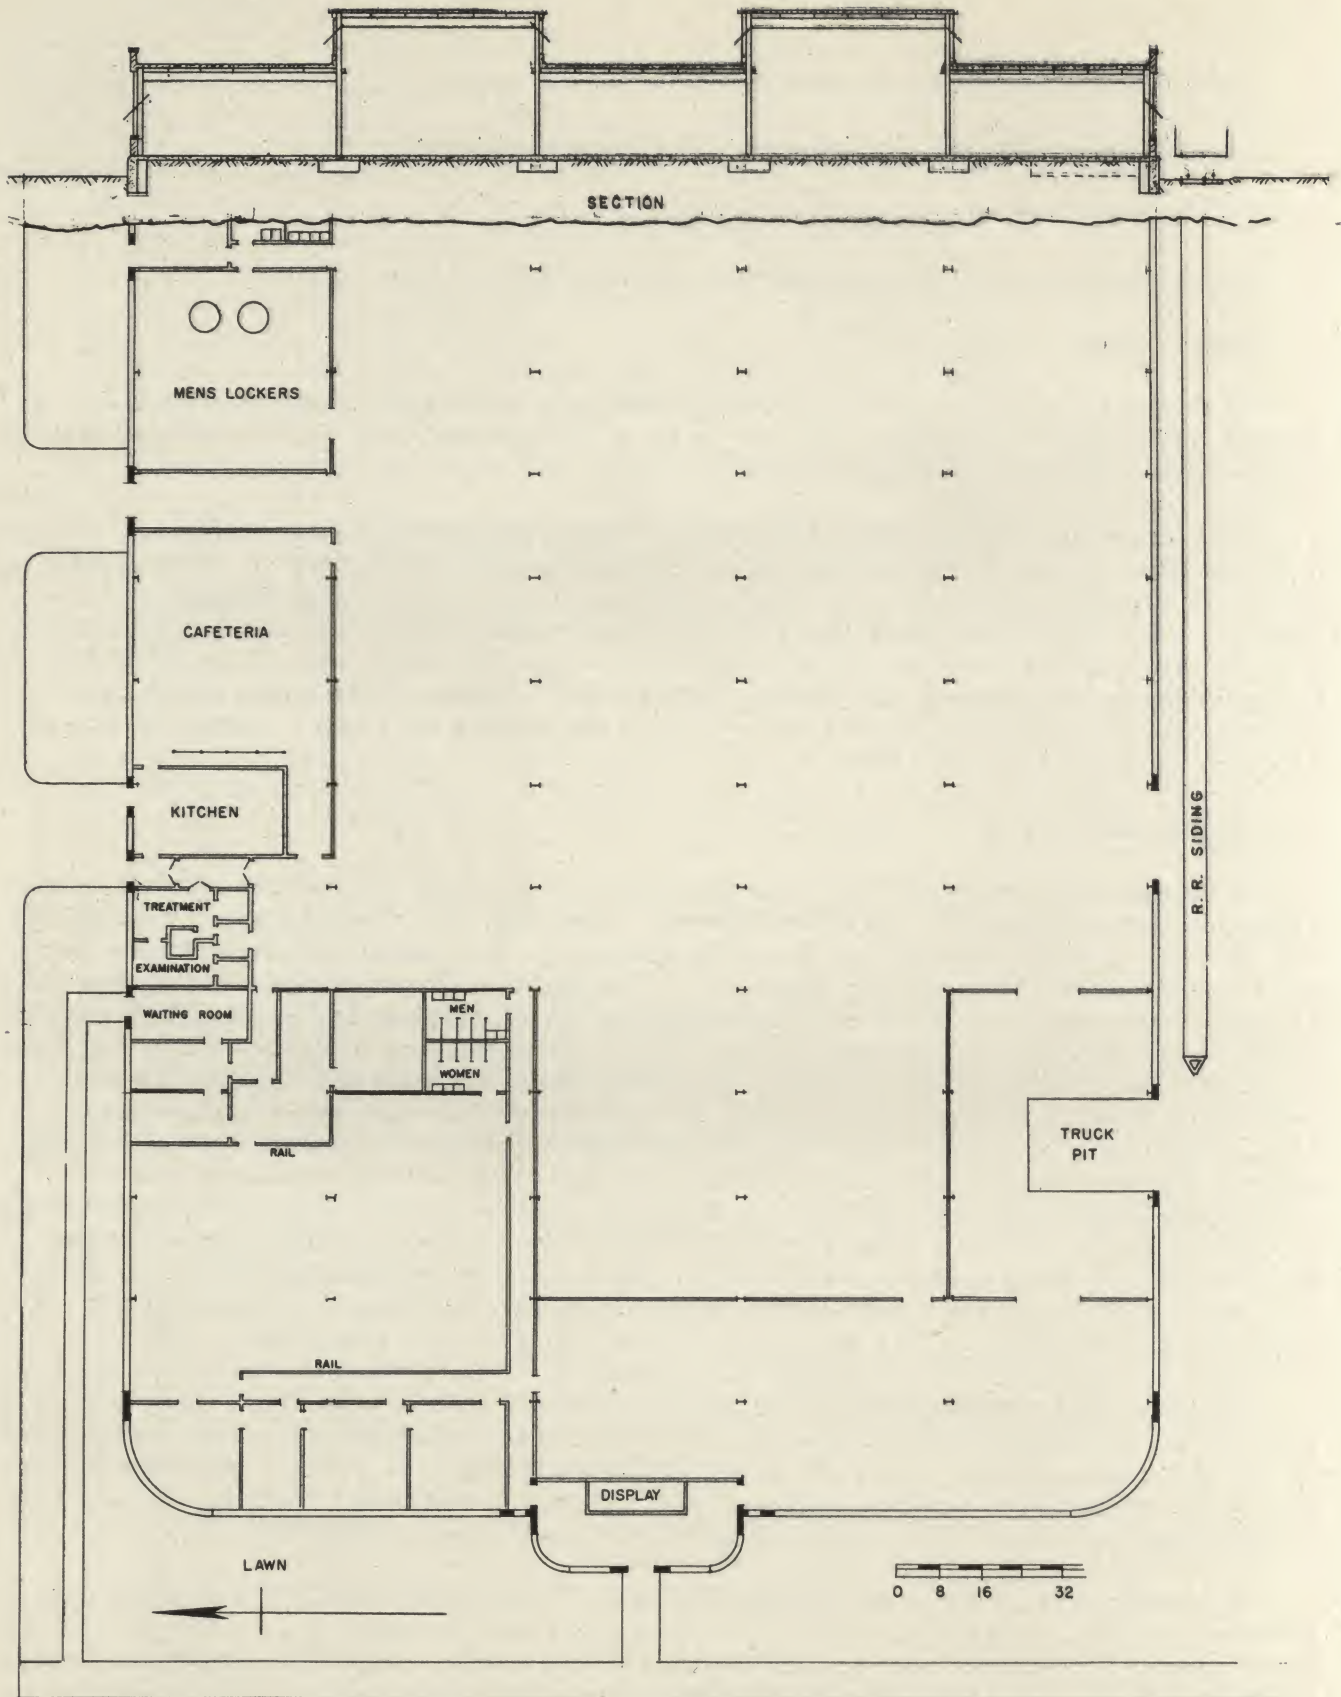 SECTION
MENS LOCKERS
CAFETERIA
KITCHEN
R. R. SIDING
TREATMENT
EXAMINATION
WAITING ROOM
MEN
WOMEN
RAIL
TRUCK
PIT
RAIL
DISPLAY
LAWN
0 8 16 32